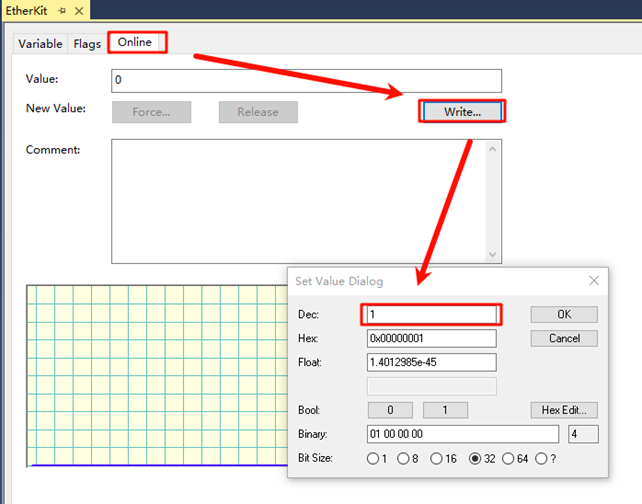 EtherKit
Variable Flags Online
Value: 0
New Value: Force... Release Write...
Comment:
Set Value Dialog
Dec: 1 OK
Hex: 0x00000001 Cancel
Float: 1.4012985e-45
Bool: 0 1 Hex Edit...
Binary: 01 00 00 00 4
Bit Size: 1 8 16 32 64 ?